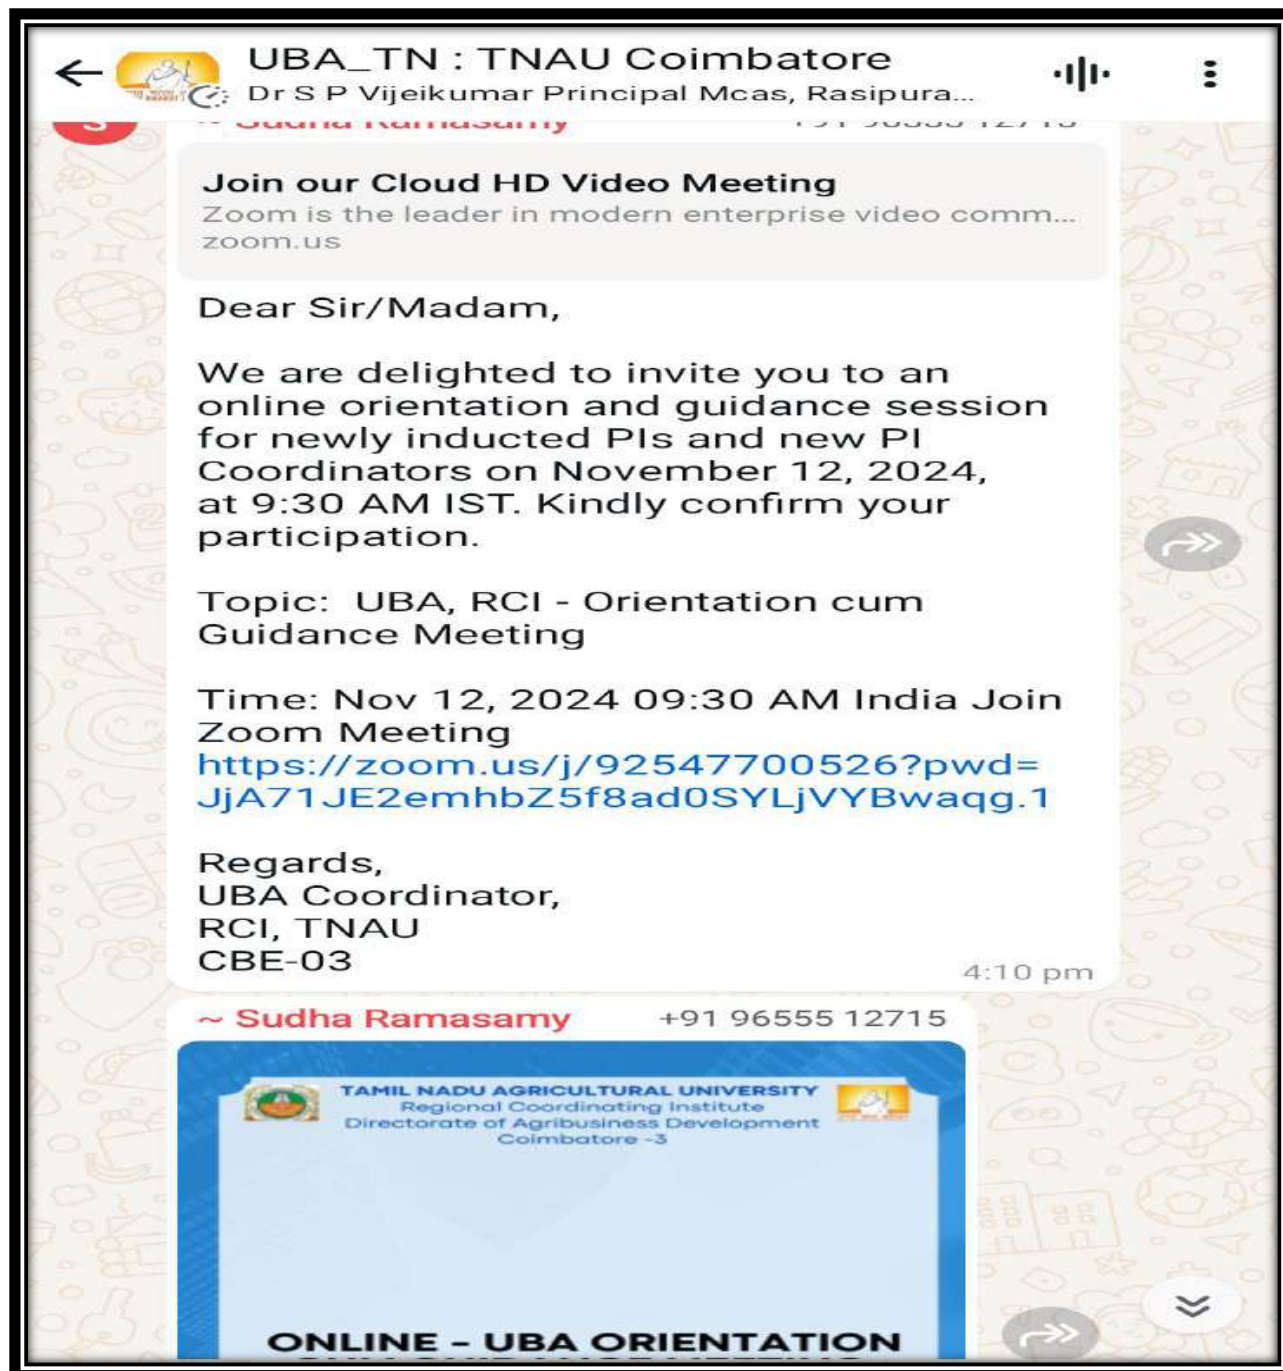 UBA_TN : TNAU Coimbatore
Dr S P Vijeikumar Principal Mcas, Rasipura...
~ Sudha Ramasamy
Join our Cloud HD Video Meeting
Zoom is the leader in modern enterprise video comm...
zoom.us
Dear Sir/Madam,
We are delighted to invite you to an
online orientation and guidance session
for newly inducted PIs and new PI
Coordinators on November 12, 2024,
at 9:30 AM IST. Kindly confirm your
participation.
Topic:  UBA, RCI - Orientation cum
Guidance Meeting
Time: Nov 12, 2024 09:30 AM India Join
Zoom Meeting
https://zoom.us/j/92547700526?pwd=
JjA71JE2emhbZ5f8ad0SYLjVYBwaqg.1
Regards,
UBA Coordinator,
RCI, TNAU
CBE-03
4:10 pm
~ Sudha Ramasamy +91 96555 12715
TAMIL NADU AGRICULTURAL UNIVERSITY
Regional Coordinating Institute
Directorate of Agribusiness Development
Coimbatore -3
ONLINE - UBA ORIENTATION
CUM GUIDANCE MEETING